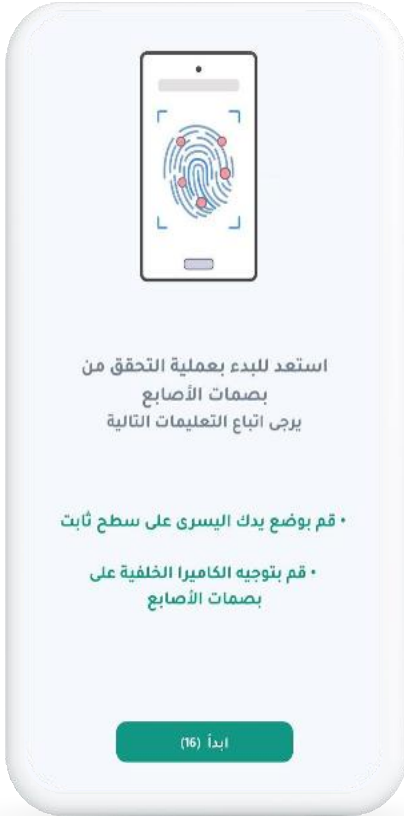 استعد للبدء بعملية التحقق من
بصمات الأصابع
يرجى اتباع التعليمات التالية
• قم بوضع يدك اليسرى على سطح ثابت
• قم بتوجيه الكاميرا الخلفية على
بصمات الأصابع
ابدأ (16)